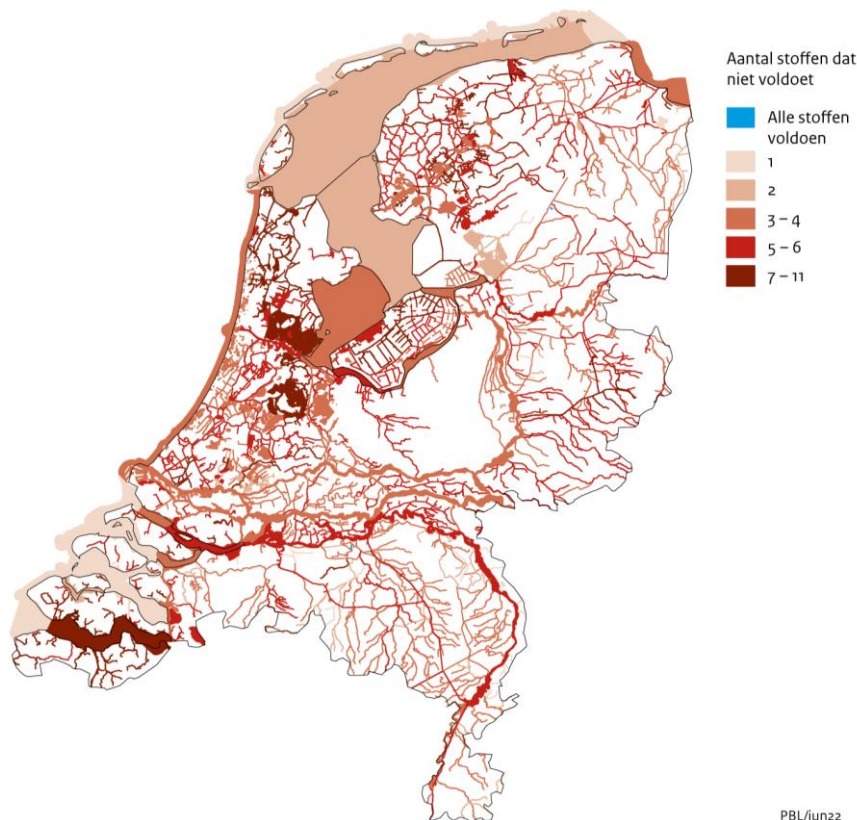 Aantal stoffen dat
niet voldoet
Alle stoffen
voldoen
1
2
3 – 4
5 – 6
7 – 11
PBL/jun22